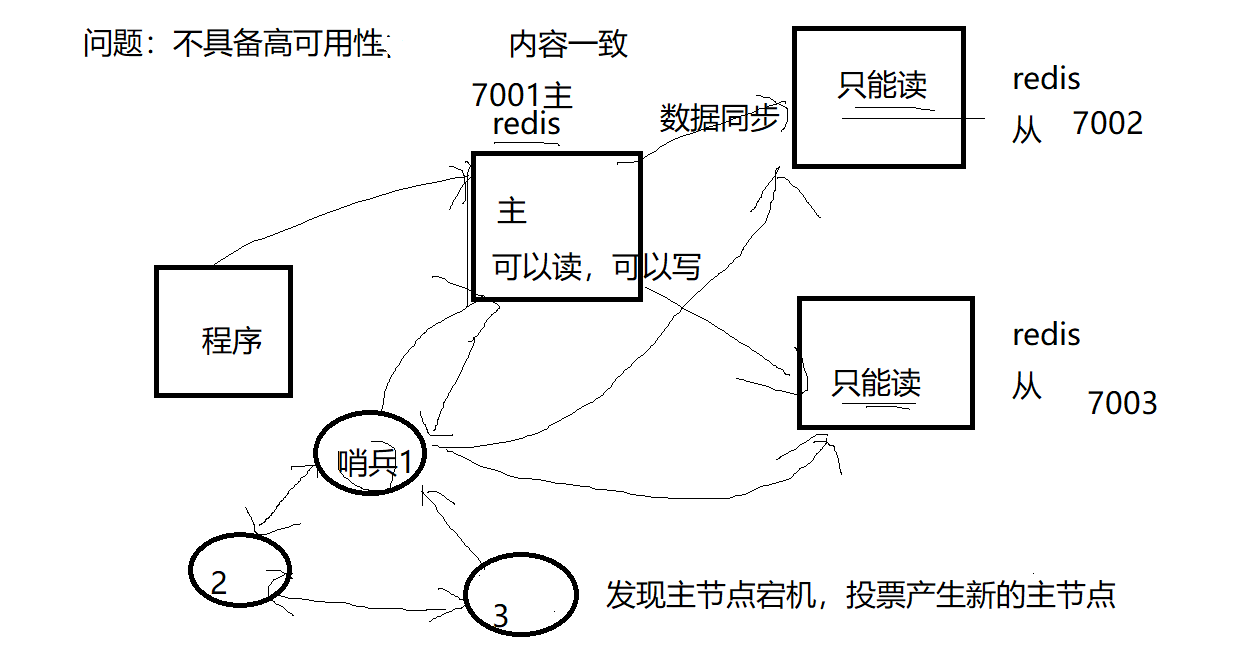 问题：不具备高可用性、
内容一致
7001主
redis
数据同步
只能读
redis
从
7002
主
可以读，可以写
程序
只能读
redis
从
7003
哨兵1
2
3
发现主节点宕机，投票产生新的主节点